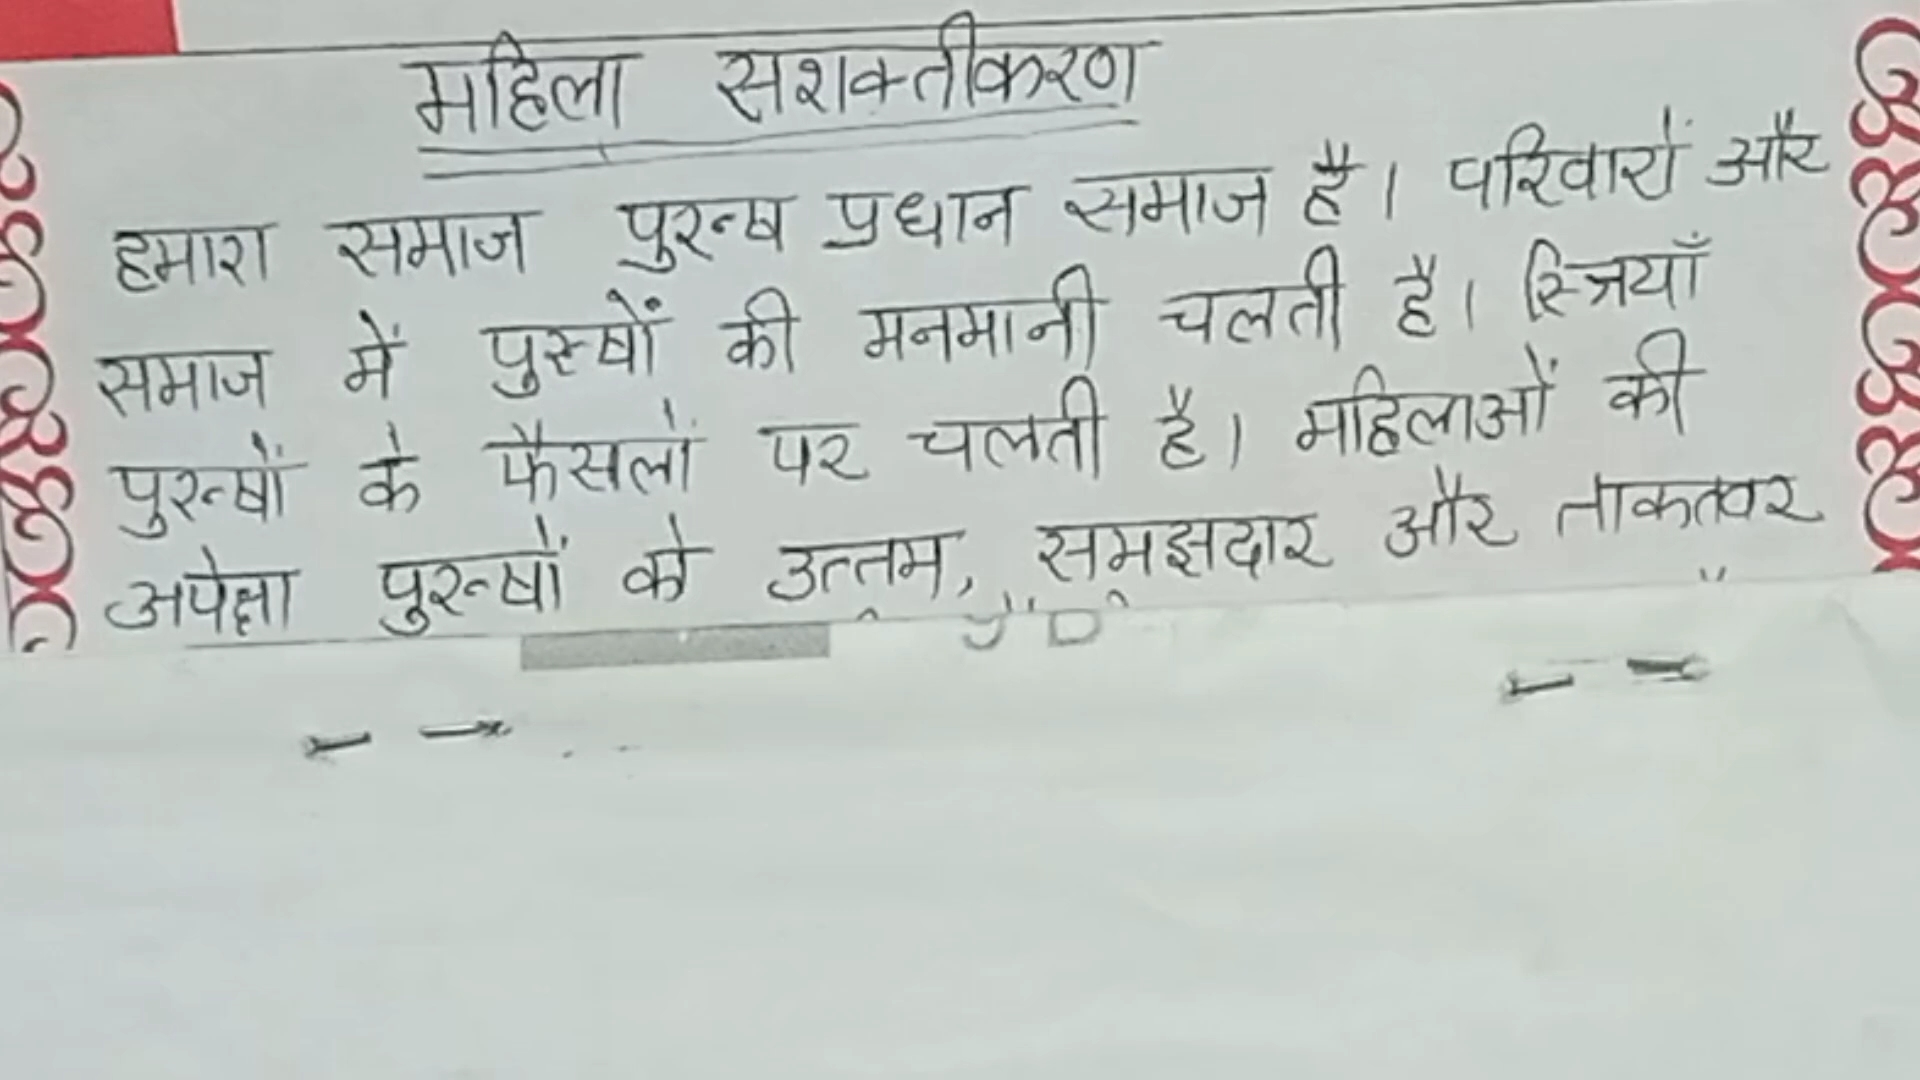 महिला सशक्तीकरण
हमारा समाज पुरुष प्रधान समाज है। परिवारों और
समाज में पुरुषों की मनमानी चलती है। स्त्रियाँ
पुरुषों के फैसलों पर चलती है। महिलाओं की
अपेक्षा पुरुषों को उत्तम, समझदार और ताकतवर